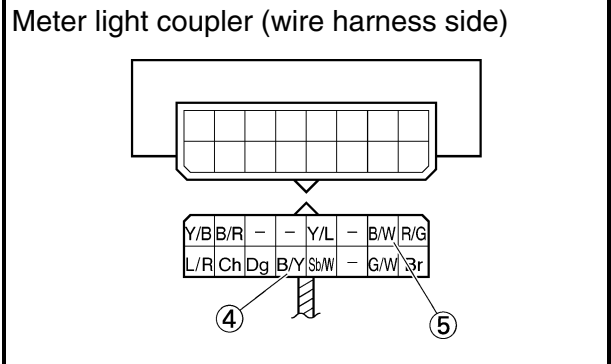 Meter light coupler (wire harness side)
Y/B B/R – – Y/L – B/W R/G
L/R Ch Dg B/Y Sb/W – G/W Br
④ ⑤